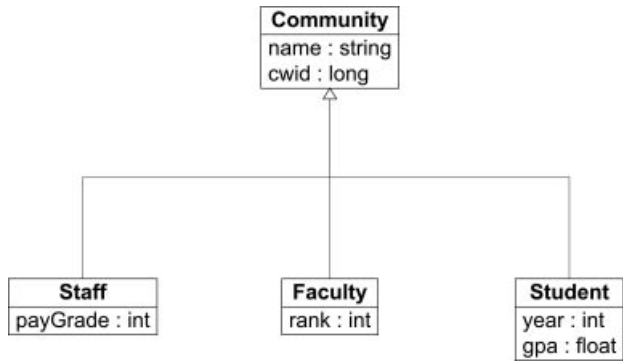 Community
name : string
cwid : long
Staff
payGrade : int
Faculty
rank : int
Student
year : int
gpa : float